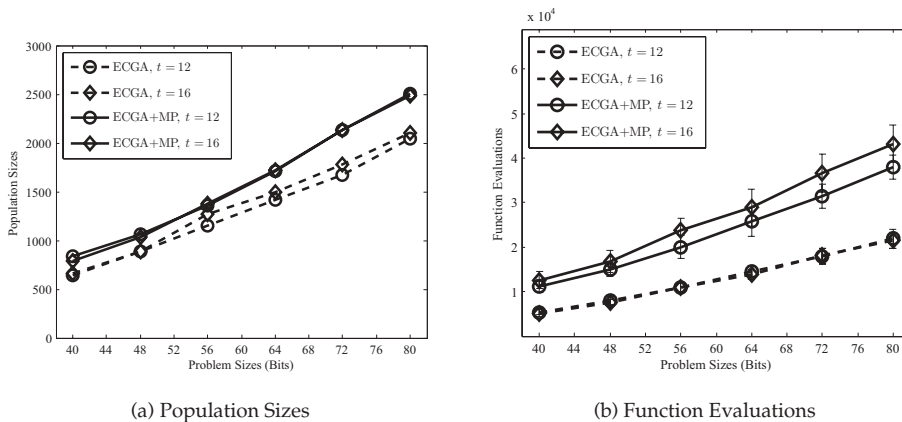 3000
2500
2000
1500
1000
500
0
Population Sizes
ECGA, t = 12
ECGA, t = 16
ECGA+MP, t = 12
ECGA+MP, t = 16
40 44 48 52 56 60 64 68 72 76 80
Problem Sizes (Bits)
(a) Population Sizes
x 10⁴
6
5
4
3
2
1
Function Evaluations
ECGA, t = 12
ECGA, t = 16
ECGA+MP, t = 12
ECGA+MP, t = 16
40 44 48 52 56 60 64 68 72 76 80
Problem Sizes (Bits)
(b) Function Evaluations